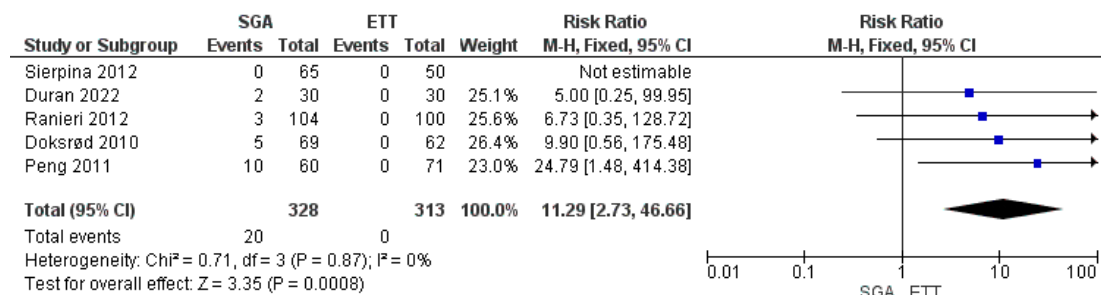 SGA ETT Risk Ratio Risk Ratio
Study or Subgroup Events Total Events Total Weight M-H, Fixed, 95% CI M-H, Fixed, 95% CI
Sierpina 2012 0 65 0 50 Not estimable
Duran 2022 2 30 0 30 25.1% 5.00 [0.25, 99.95]
Ranieri 2012 3 104 0 100 25.6% 6.73 [0.35, 128.72]
Doksrød 2010 5 69 0 62 26.4% 9.90 [0.56, 175.48]
Peng 2011 10 60 0 71 23.0% 24.79 [1.48, 414.38]
Total (95% CI) 328 313 100.0% 11.29 [2.73, 46.66]
Total events 20 0
Heterogeneity: Chi² = 0.71, df = 3 (P = 0.87); I² = 0%
Test for overall effect: Z = 3.35 (P = 0.0008)
0.01 0.1 1 10 100
SGA ETT